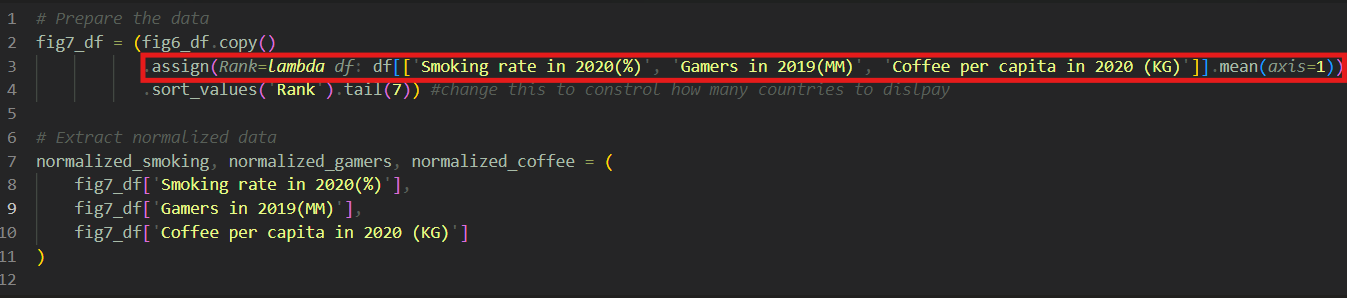 1 # Prepare the data
2 fig7_df = (fig6_df.copy()
3 .assign(Rank=lambda df: df[['Smoking rate in 2020(%)', 'Gamers in 2019(MM)', 'Coffee per capita in 2020 (KG)']].mean(axis=1))
4 .sort_values('Rank').tail(7)) #change this to constrol how many countries to dislpay
5
6 # Extract normalized data
7 normalized_smoking, normalized_gamers, normalized_coffee = (
8 fig7_df['Smoking rate in 2020(%)'],
9 fig7_df['Gamers in 2019(MM)'],
10 fig7_df['Coffee per capita in 2020 (KG)']
11 )
12